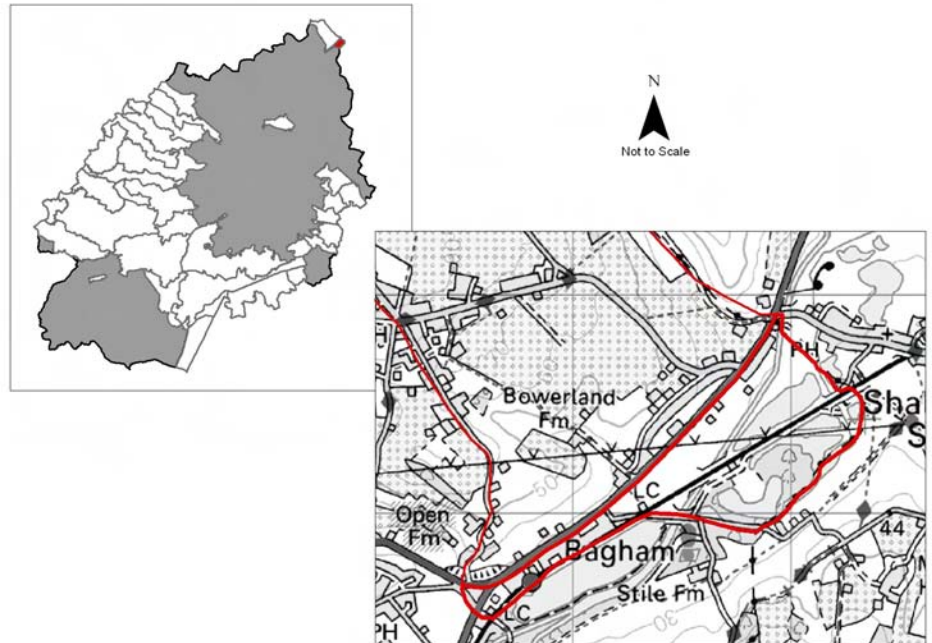 N
Not to Scale
PH
Bowerland
Fm
Sha
S
50
LC
Open
Fm
Bagham
44
Stile Fm
LC
PH
30